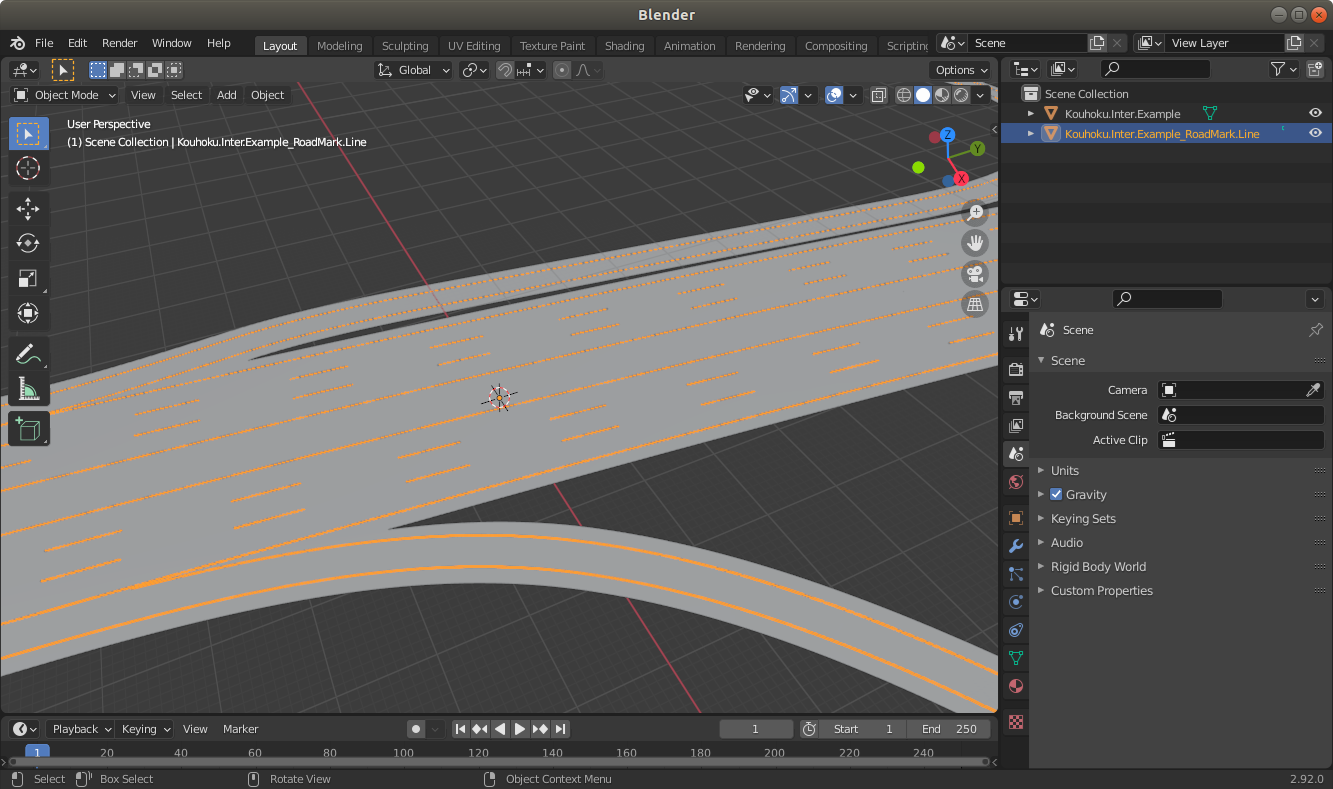 Blender
File Edit Render Window Help Layout Modeling Sculpting UV Editing Texture Paint Shading Animation Rendering Compositing Scripting Scene View Layer
Global Options
Object Mode View Select Add Object
User Perspective
(1) Scene Collection | Kouhoku.Inter.Example_RoadMark.Line
Z
Y
X
Scene Collection
Kouhoku.Inter.Example
Kouhoku.Inter.Example_RoadMark.Line
Scene
Scene
Camera
Background Scene
Active Clip
Units
Gravity
Keying Sets
Audio
Rigid Body World
Custom Properties
Playback Keying View Marker 1 Start 1 End 250
1 20 40 60 80 100 120 140 160 180 200 220 240
Select Box Select Rotate View Object Context Menu 2.92.0